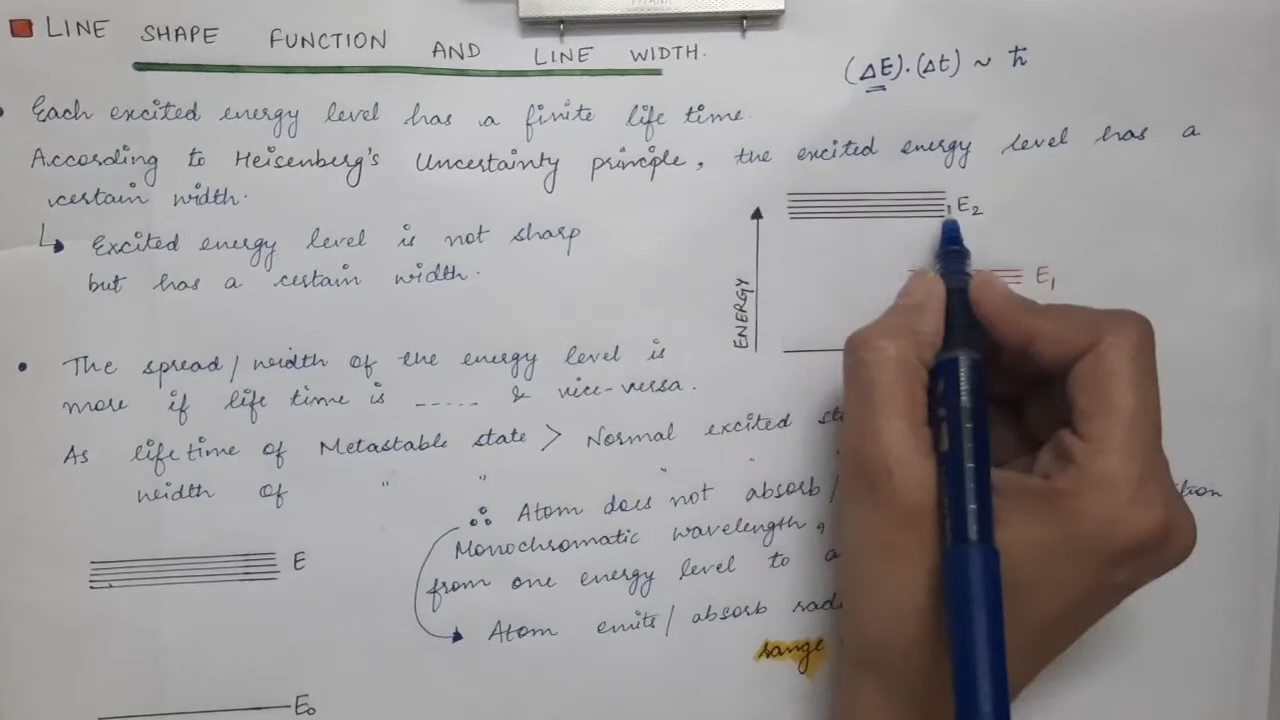 LINE SHAPE FUNCTION AND LINE WIDTH.
(ΔE).(Δt) ~ ħ
Each excited energy level has a finite life time.
According to Heisenberg's Uncertainty principle, the excited energy level has a
certain width.
Excited energy level is not sharp
but has a certain width.
E2
E1
ENERGY
The spread/width of the energy level is
more if life time is ----- & vice-versa.
As life time of Metastable state > Normal excited
width of " " " "
∴ Atom does not absorb/
Monochromatic wavelength,
from one energy level to a
Atom emits/ absorb
range
E
E0